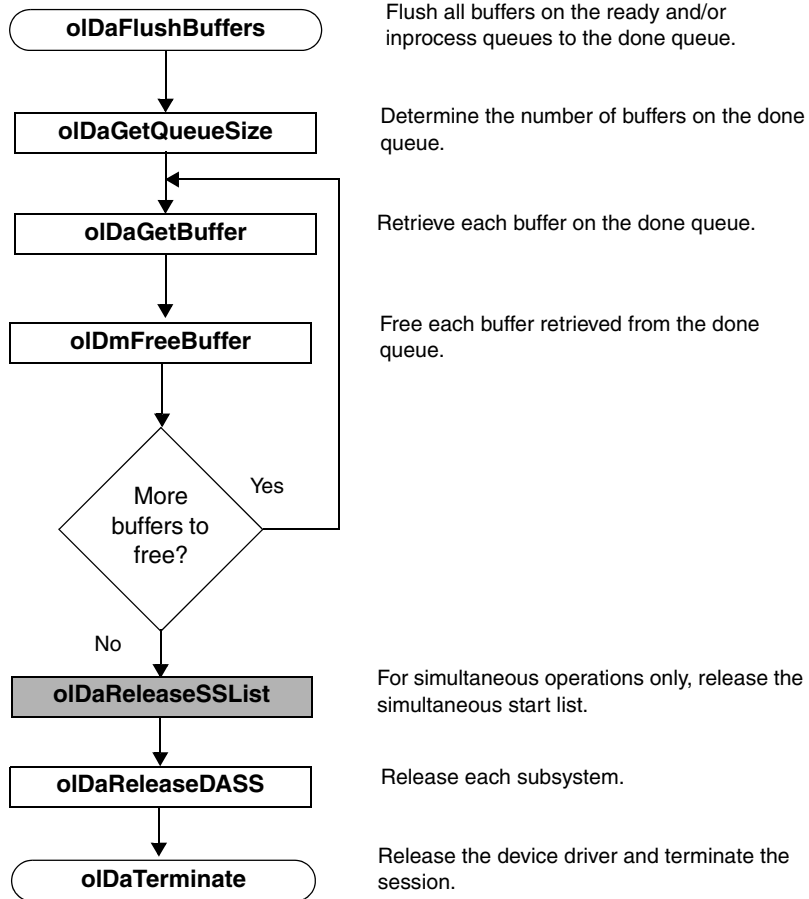 olDaFlushBuffers
Flush all buffers on the ready and/or
inprocess queues to the done queue.
olDaGetQueueSize
Determine the number of buffers on the done
queue.
olDaGetBuffer
Retrieve each buffer on the done queue.
olDmFreeBuffer
Free each buffer retrieved from the done
queue.
More
buffers to
free?
Yes
No
olDaReleaseSSList
For simultaneous operations only, release the
simultaneous start list.
olDaReleaseDASS
Release each subsystem.
olDaTerminate
Release the device driver and terminate the
session.